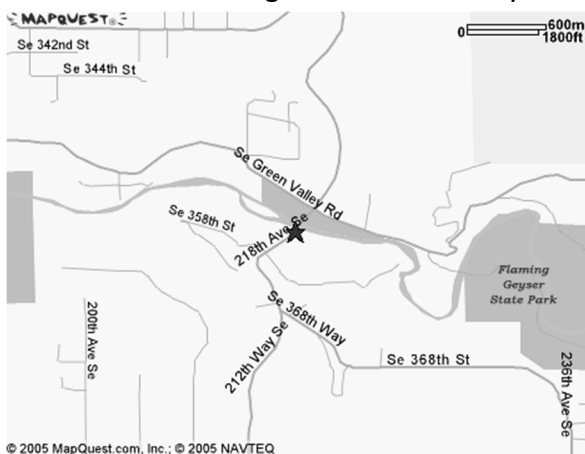 MAPQUEST
600m
0
1800ft
Se 342nd St
Se 344th St
Se Green Valley Rd
Se 358th St
218th Ave Se
Flaming
Geyser
State Park
Se 368th Way
200th Ave Se
212th Way Se
Se 368th St
236th Ave Se
© 2005 MapQuest.com, Inc.; © 2005 NAVTEQ